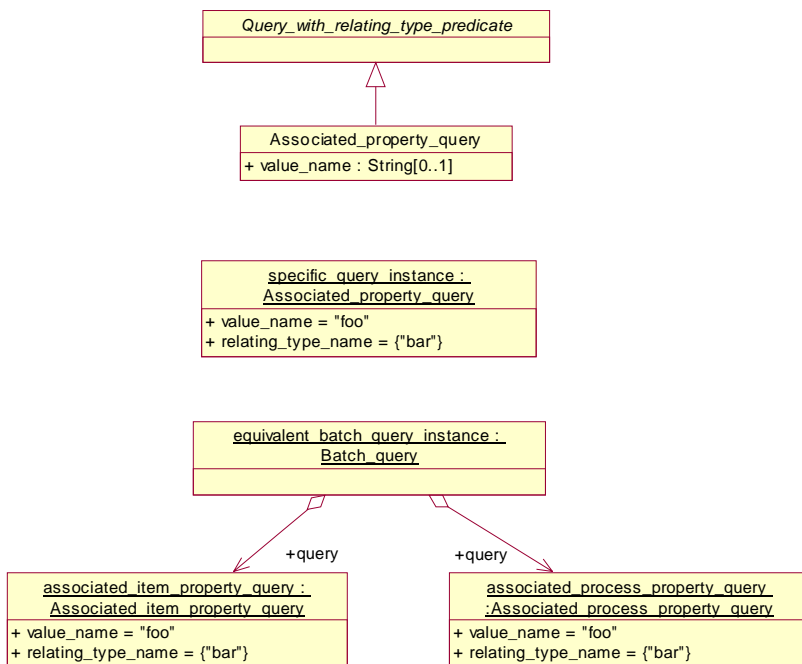 Query_with_relating_type_predicate
Associated_property_query
+ value_name : String[0..1]
specific_query_instance :
Associated_property_query
+ value_name = "foo"
+ relating_type_name = {"bar"}
equivalent_batch_query_instance :
Batch_query
+query
+query
associated_item_property_query :
Associated_item_property_query
+ value_name = "foo"
+ relating_type_name = {"bar"}
associated_process_property_query
:Associated_process_property_query
+ value_name = "foo"
+ relating_type_name = {"bar"}